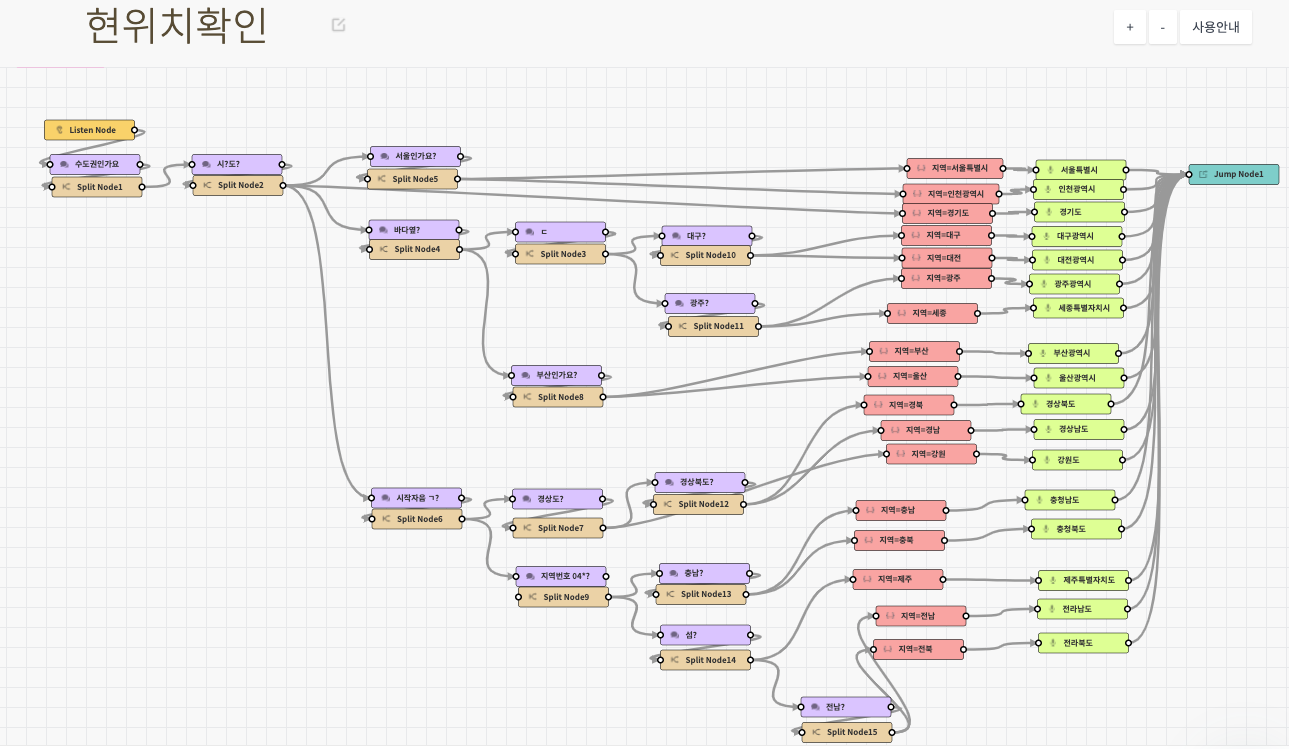 현위치확인
+
-
사용안내
Listen Node
수도권인가요
Split Node1
시?도?
Split Node2
서울인가요?
Split Node5
바다옆?
Split Node4
ㄷ
Split Node3
대구?
Split Node10
광주?
Split Node11
부산인가요?
Split Node8
시작자음 ㄱ?
Split Node6
경상도?
Split Node7
경상북도?
Split Node12
지역번호 04*?
Split Node9
충남?
Split Node13
섬?
Split Node14
전남?
Split Node15
지역=서울특별시
지역=인천광역시
지역=경기도
지역=대구
지역=대전
지역=광주
지역=세종
지역=부산
지역=울산
지역=경북
지역=경남
지역=강원
지역=충남
지역=충북
지역=제주
지역=전남
지역=전북
서울특별시
인천광역시
경기도
대구광역시
대전광역시
광주광역시
세종특별자치시
부산광역시
울산광역시
경상북도
경상남도
강원도
충청남도
충청북도
제주특별자치도
전라남도
전라북도
Jump Node1